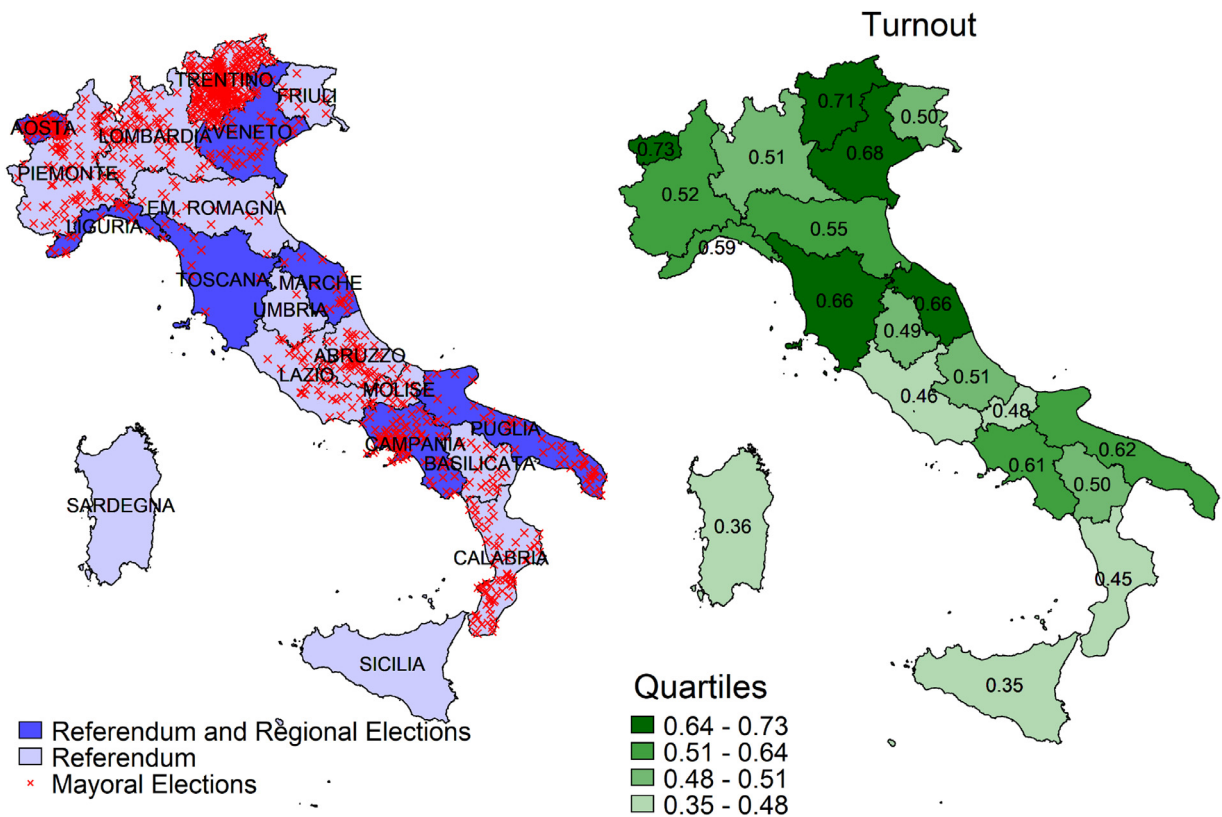 TRENTINO
FRIULI
AOSTA
LOMBARDIA
VENETO
PIEMONTE
EM. ROMAGNA
LIGURIA
TOSCANA
MARCHE
UMBRIA
ABRUZZO
LAZIO
MOLISE
PUGLIA
CAMPANIA
BASILICATA
SARDEGNA
CALABRIA
SICILIA
Referendum and Regional Elections
Referendum
Mayoral Elections
Turnout
0.71
0.50
0.73
0.51
0.68
0.52
0.55
0.59
0.66
0.66
0.49
0.51
0.46
0.48
0.62
0.61
0.50
0.36
0.45
0.35
Quartiles
0.64 - 0.73
0.51 - 0.64
0.48 - 0.51
0.35 - 0.48